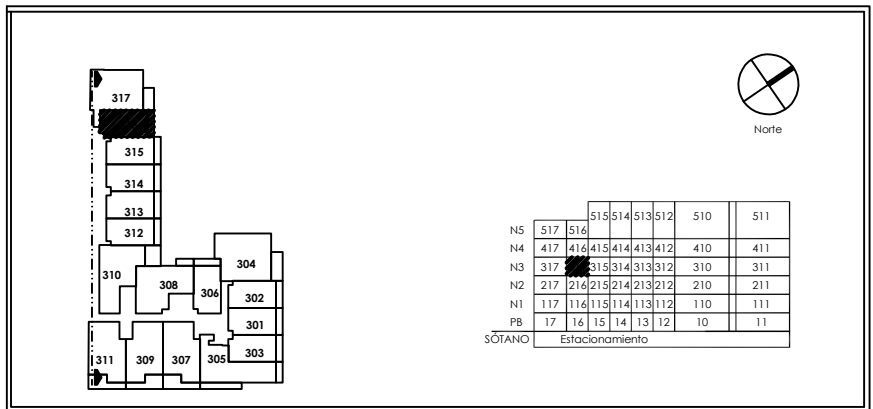 317
315
314
313
312
310
308
306
304
302
301
303
311
309
307
305
Norte
515 514 513 512 510 511
N5 517 516
N4 417 416 415 414 413 412 410 411
N3 317 315 314 313 312 310 311
N2 217 216 215 214 213 212 210 211
N1 117 116 115 114 113 112 110 111
PB 17 16 15 14 13 12 10 11
SÓTANO Estacionamiento